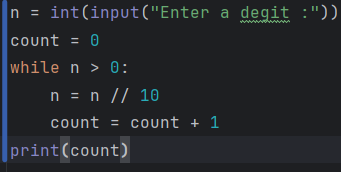 n = int(input("Enter a degit :"))
count = 0
while n > 0:
    n = n // 10
    count = count + 1
print(count)